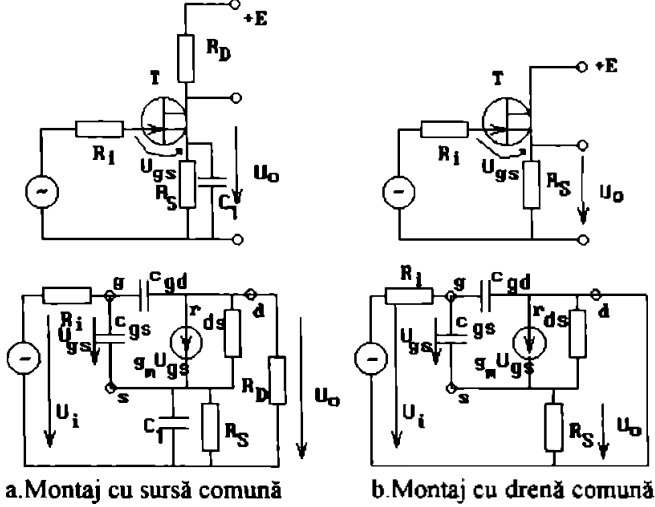 +E
R_D
T
R_i
U_gs
R_S
C_1
U_o
~
+E
T
R_i
U_gs
R_S
U_o
~
g
c_gd
R_i
U_gs
c_gs
r_ds
d
g_m U_gs
s
R_D
U_o
U_i
C_1
R_S
~
R_i
g
c_gd
U_gs
c_gs
r_ds
d
g_m U_gs
s
U_i
R_S
U_o
~
a.Montaj cu sursă comună
b.Montaj cu drenă comună